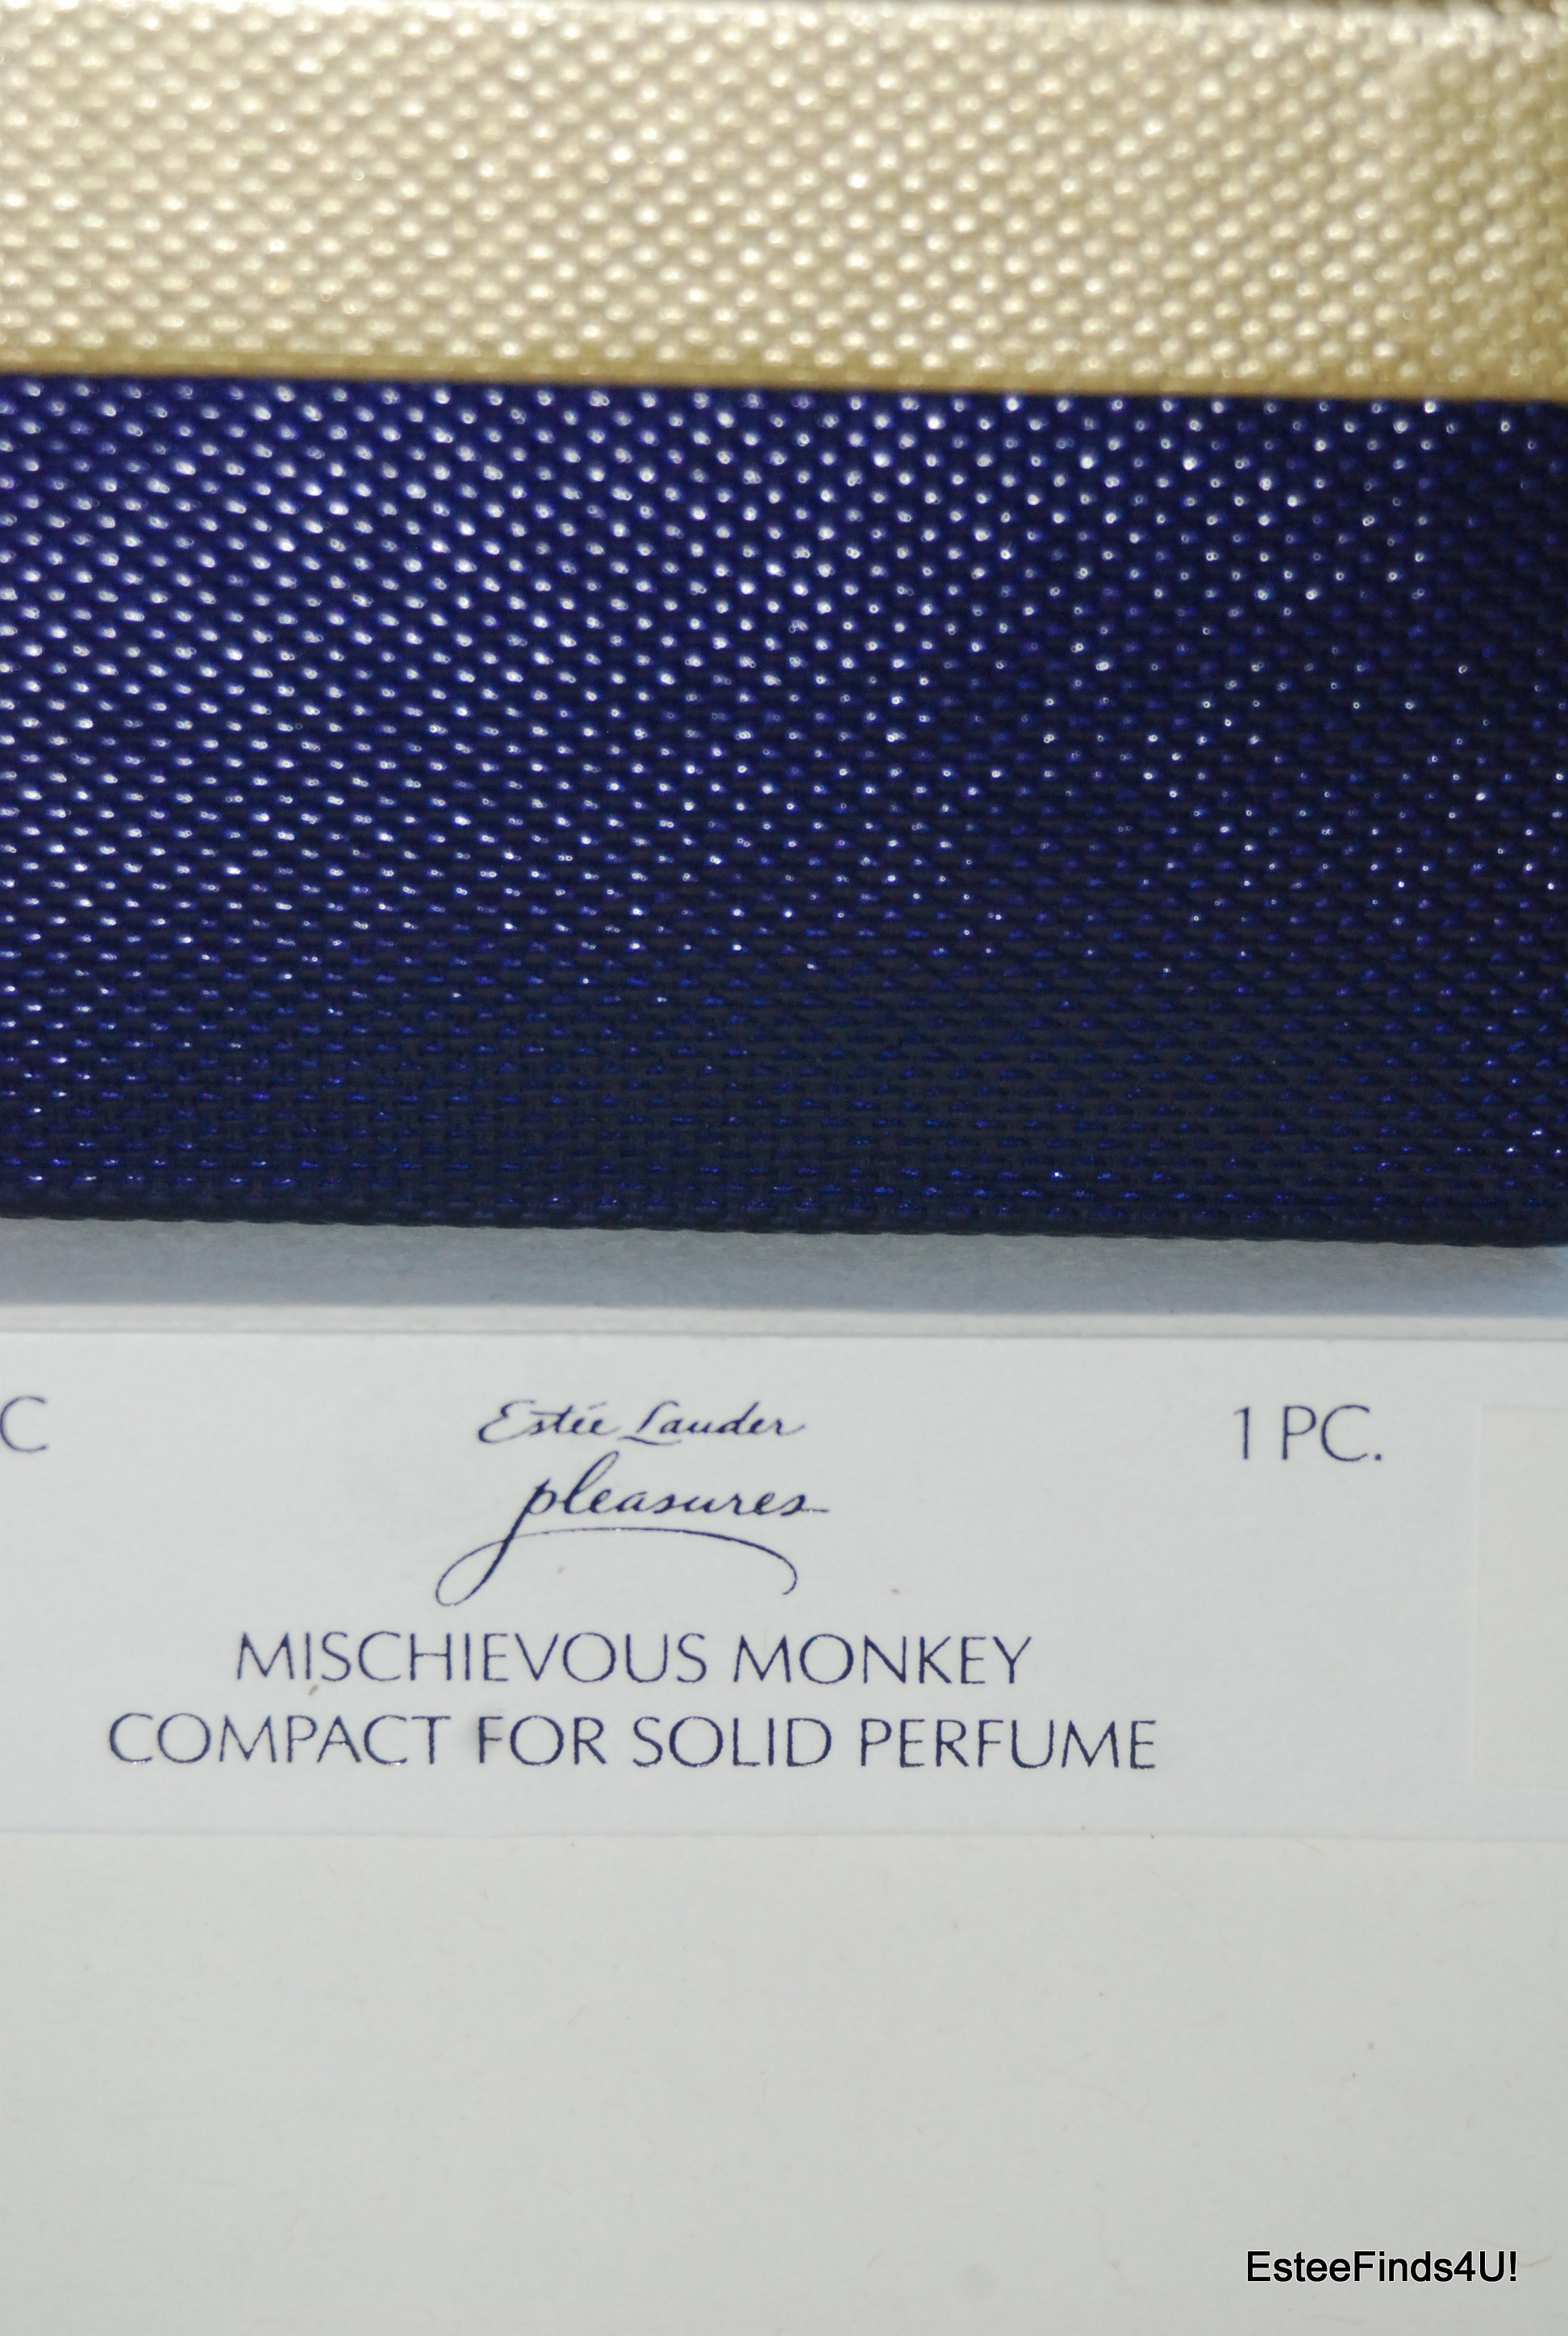 C
Estée Lauder
pleasures
1 PC.
MISCHIEVOUS MONKEY
COMPACT FOR SOLID PERFUME
EsteeFinds4U!